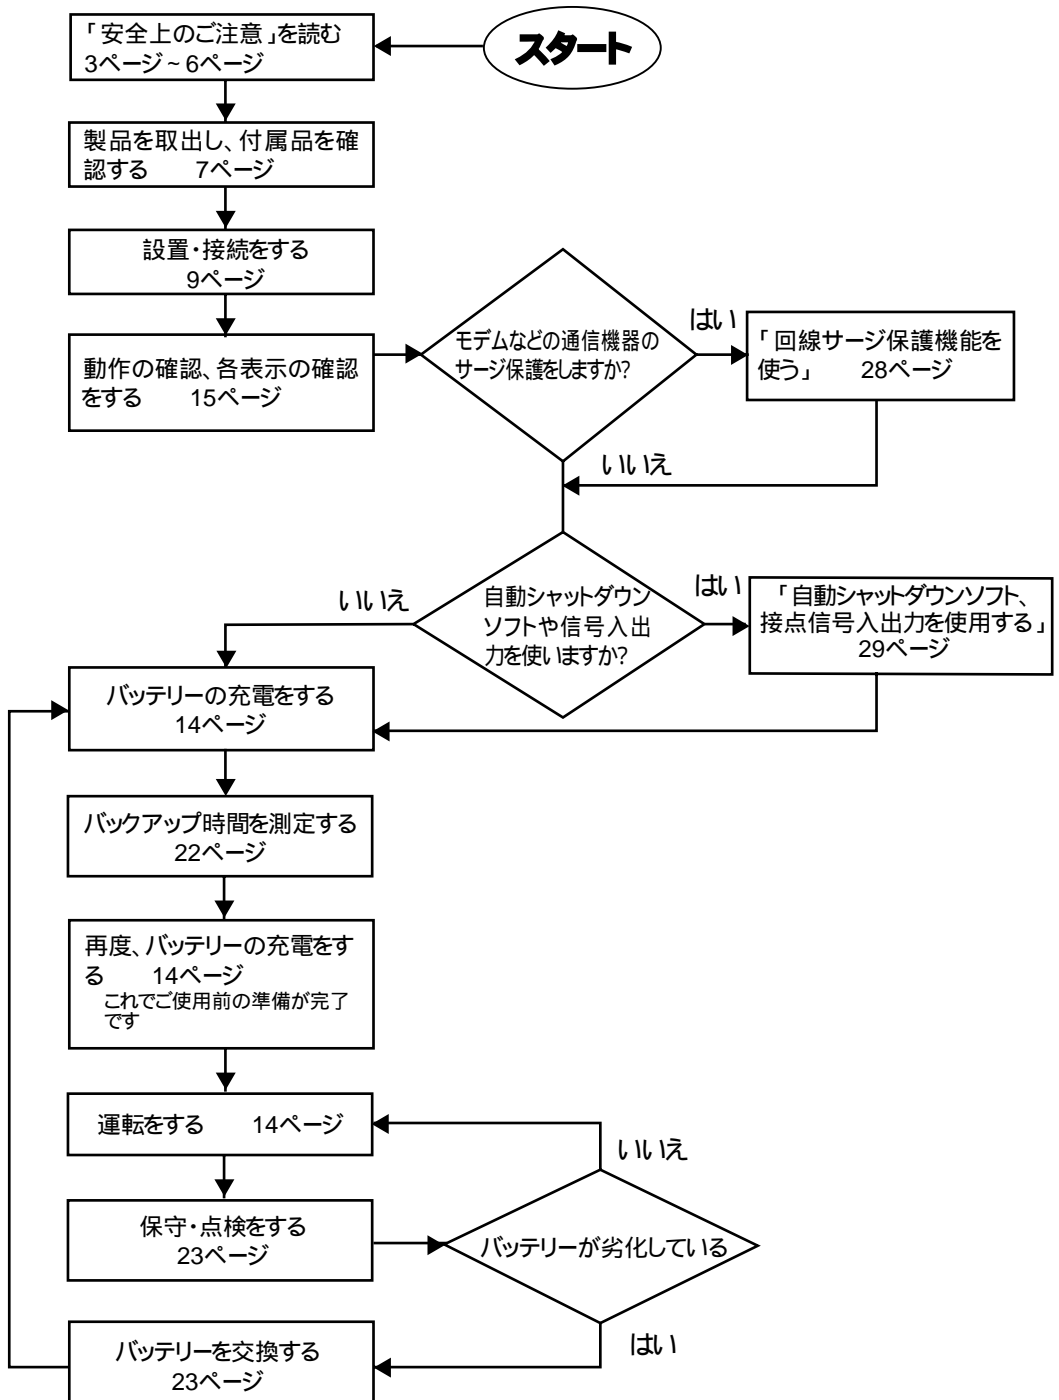 スタート
「安全上のご注意」を読む
3ページ~6ページ
製品を取出し、付属品を確
認する　　7ページ
設置・接続をする
9ページ
動作の確認、各表示の確認
をする　　15ページ
モデムなどの通信機器の
サージ保護をしますか?
はい
「回線サージ保護機能を
使う」　　28ページ
いいえ
自動シャットダウン
ソフトや信号入出
力を使いますか?
はい
「自動シャットダウンソフト、
接点信号入出力を使用する」
29ページ
いいえ
バッテリーの充電をする
14ページ
バックアップ時間を測定する
22ページ
再度、バッテリーの充電をす
る　　14ページ
これでご使用前の準備が完了
です
運転をする　　14ページ
いいえ
保守・点検をする
23ページ
バッテリーが劣化している
はい
バッテリーを交換する
23ページ